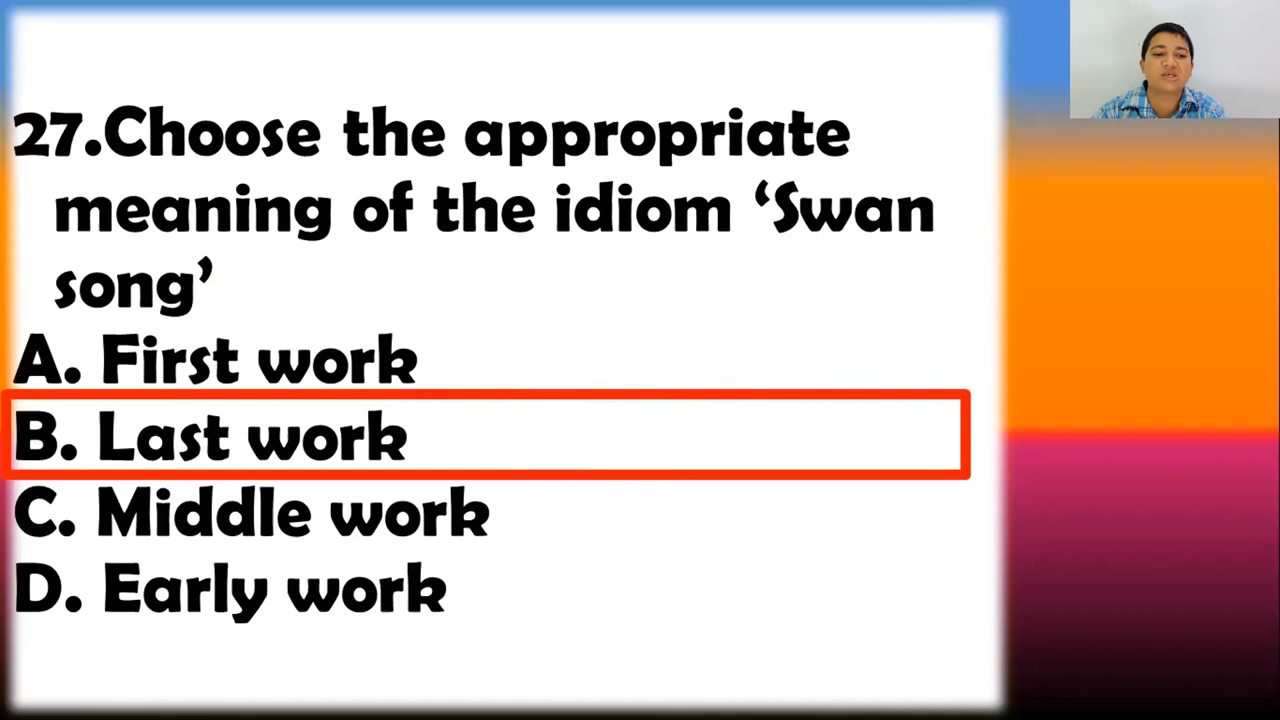 27.Choose the appropriate
meaning of the idiom ‘Swan
song’
A. First work
B. Last work
C. Middle work
D. Early work